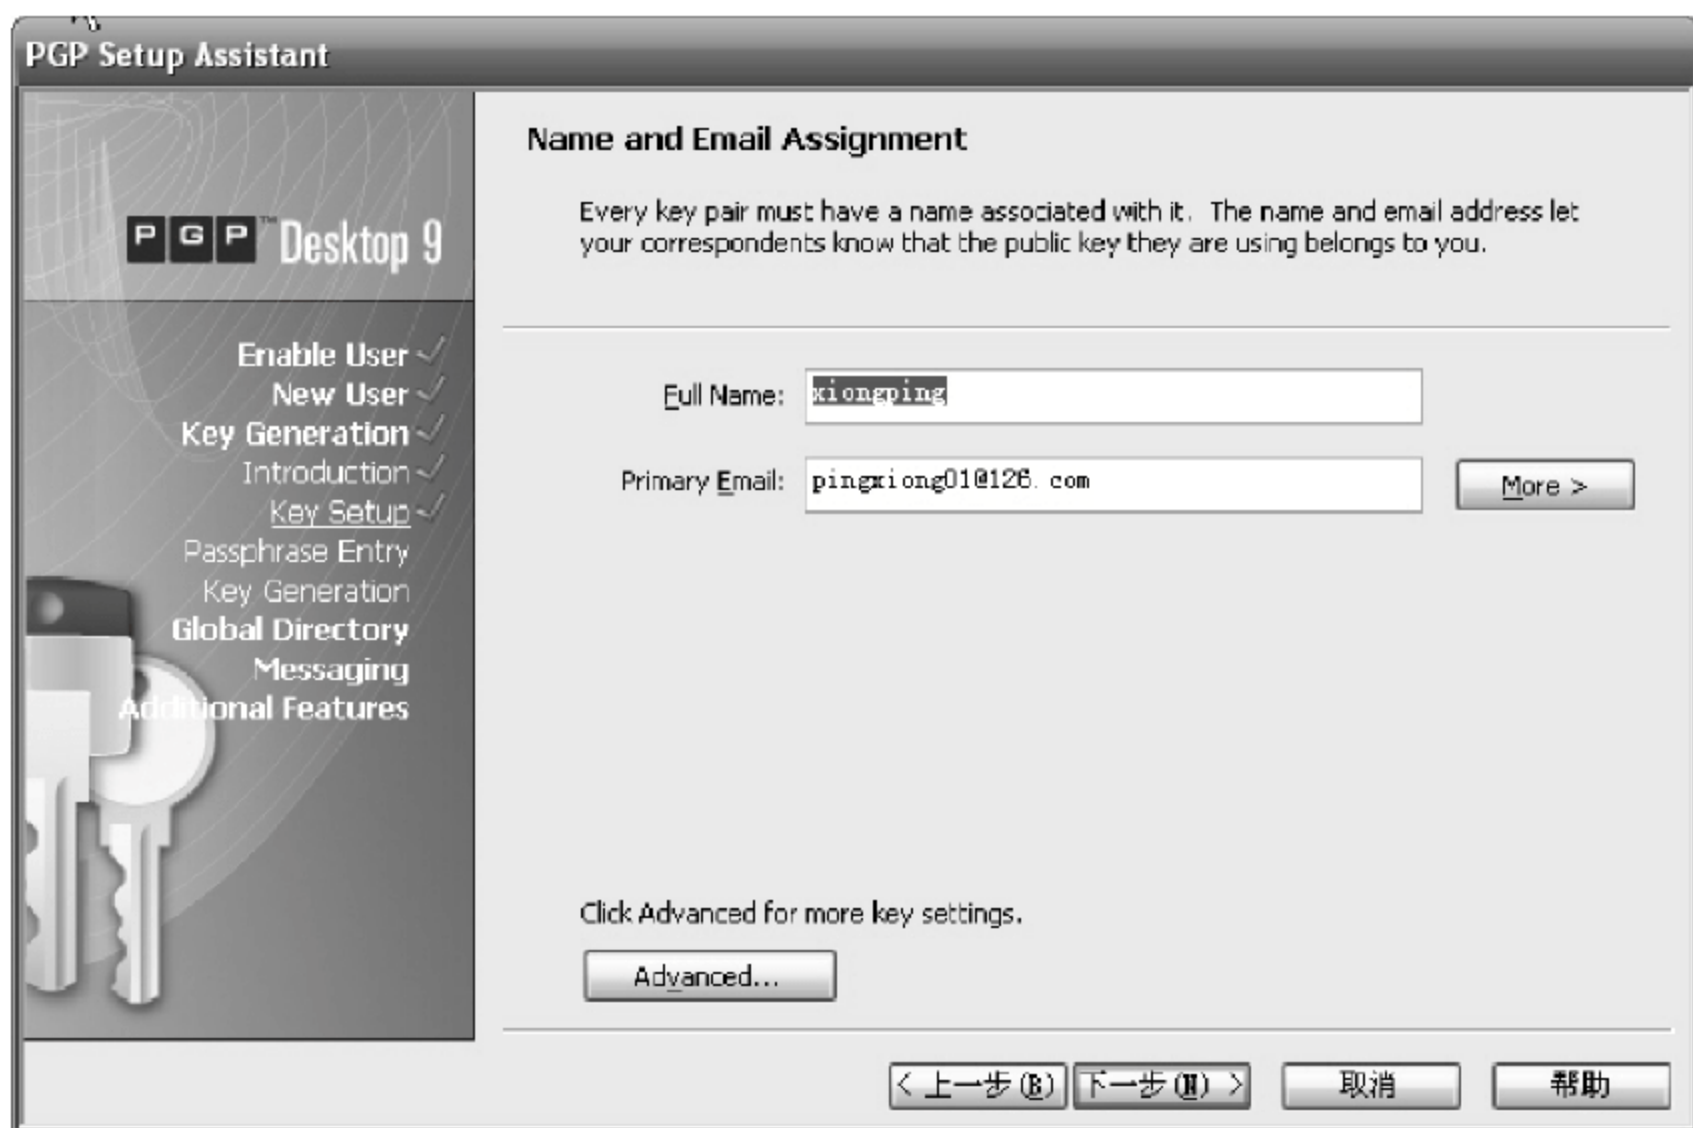 PGP Setup Assistant
PGP™ Desktop 9
Enable User
New User
Key Generation
Introduction
Key Setup
Passphrase Entry
Key Generation
Global Directory
Messaging
Additional Features
Name and Email Assignment
Every key pair must have a name associated with it. The name and email address let
your correspondents know that the public key they are using belongs to you.
Full Name: xiongping
Primary Email: pingxiong01@126.com More >
Click Advanced for more key settings.
Advanced...
< 上一步(B) 下一步(N) > 取消 帮助